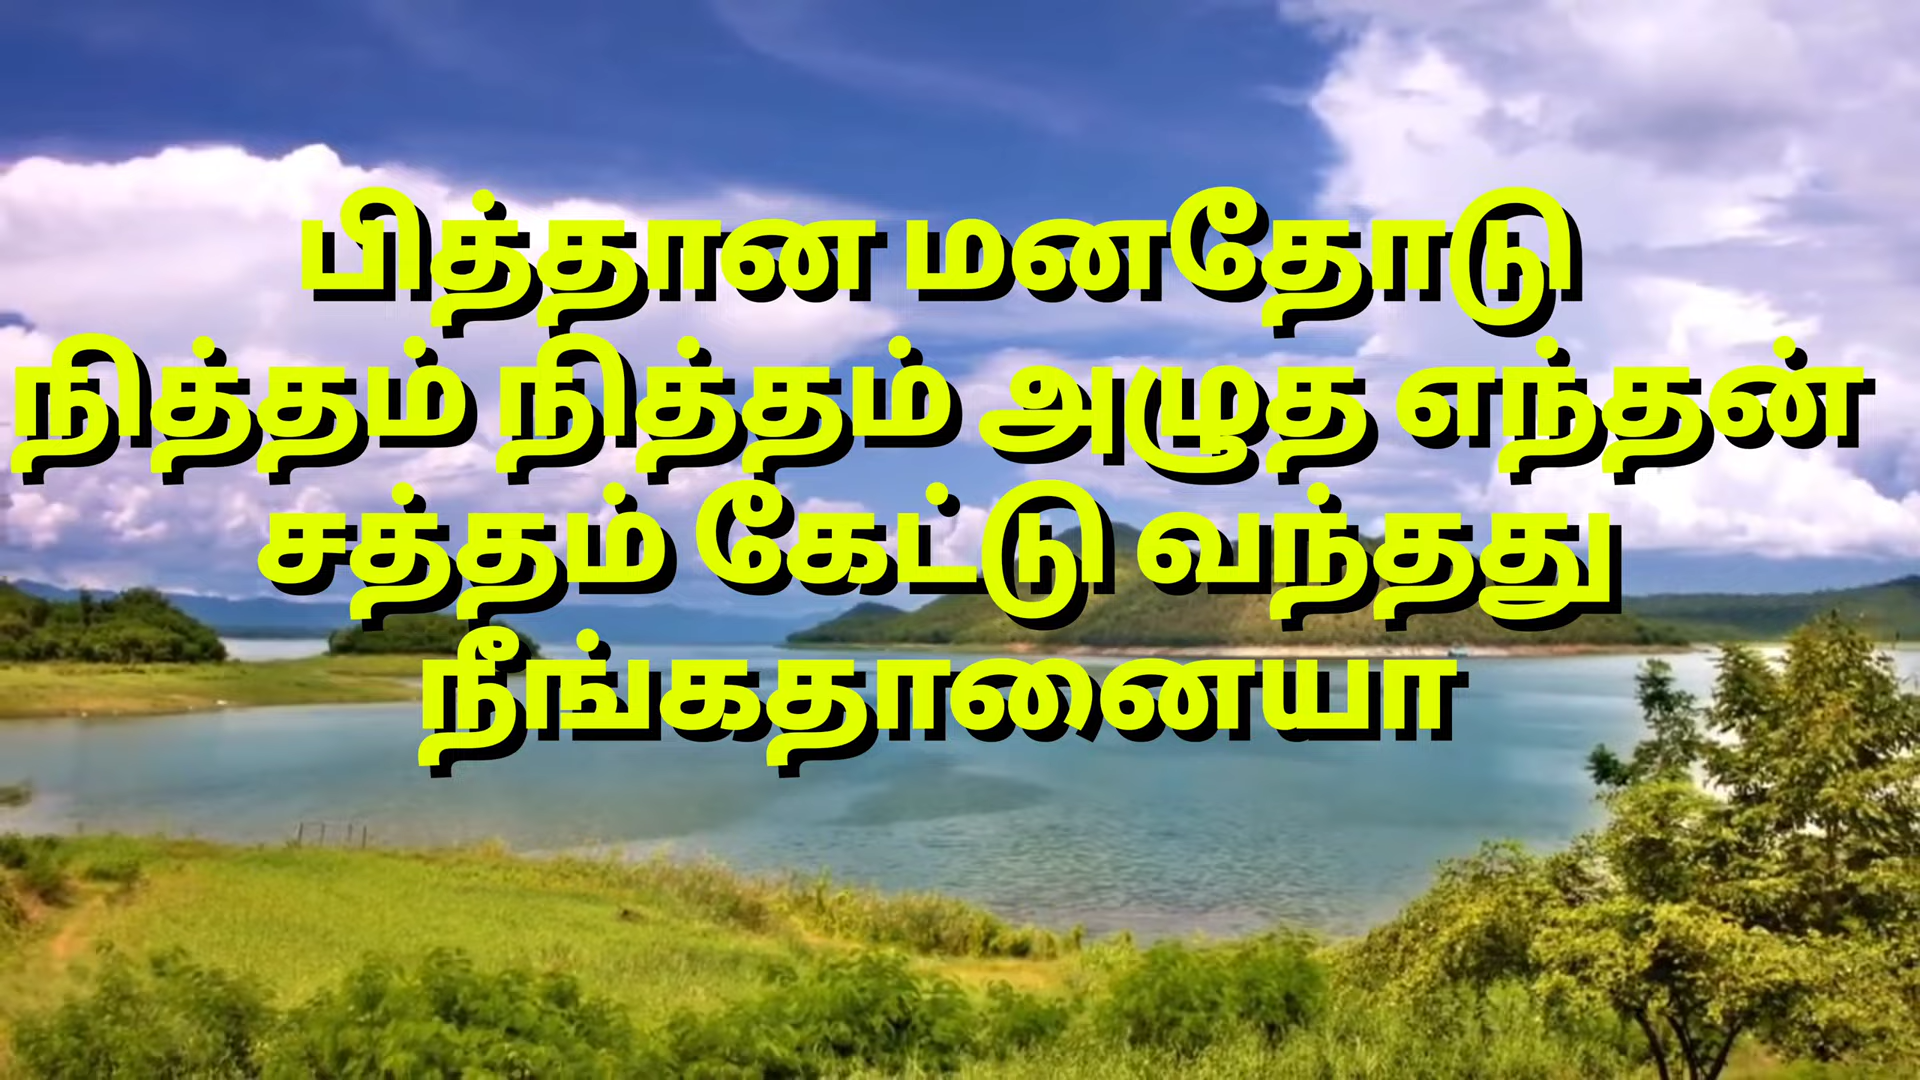 பித்தான மனதோடு
நித்தம் நித்தம் அழுத எந்தன்
சத்தம் கேட்டு வந்தது
நீங்கதானையா